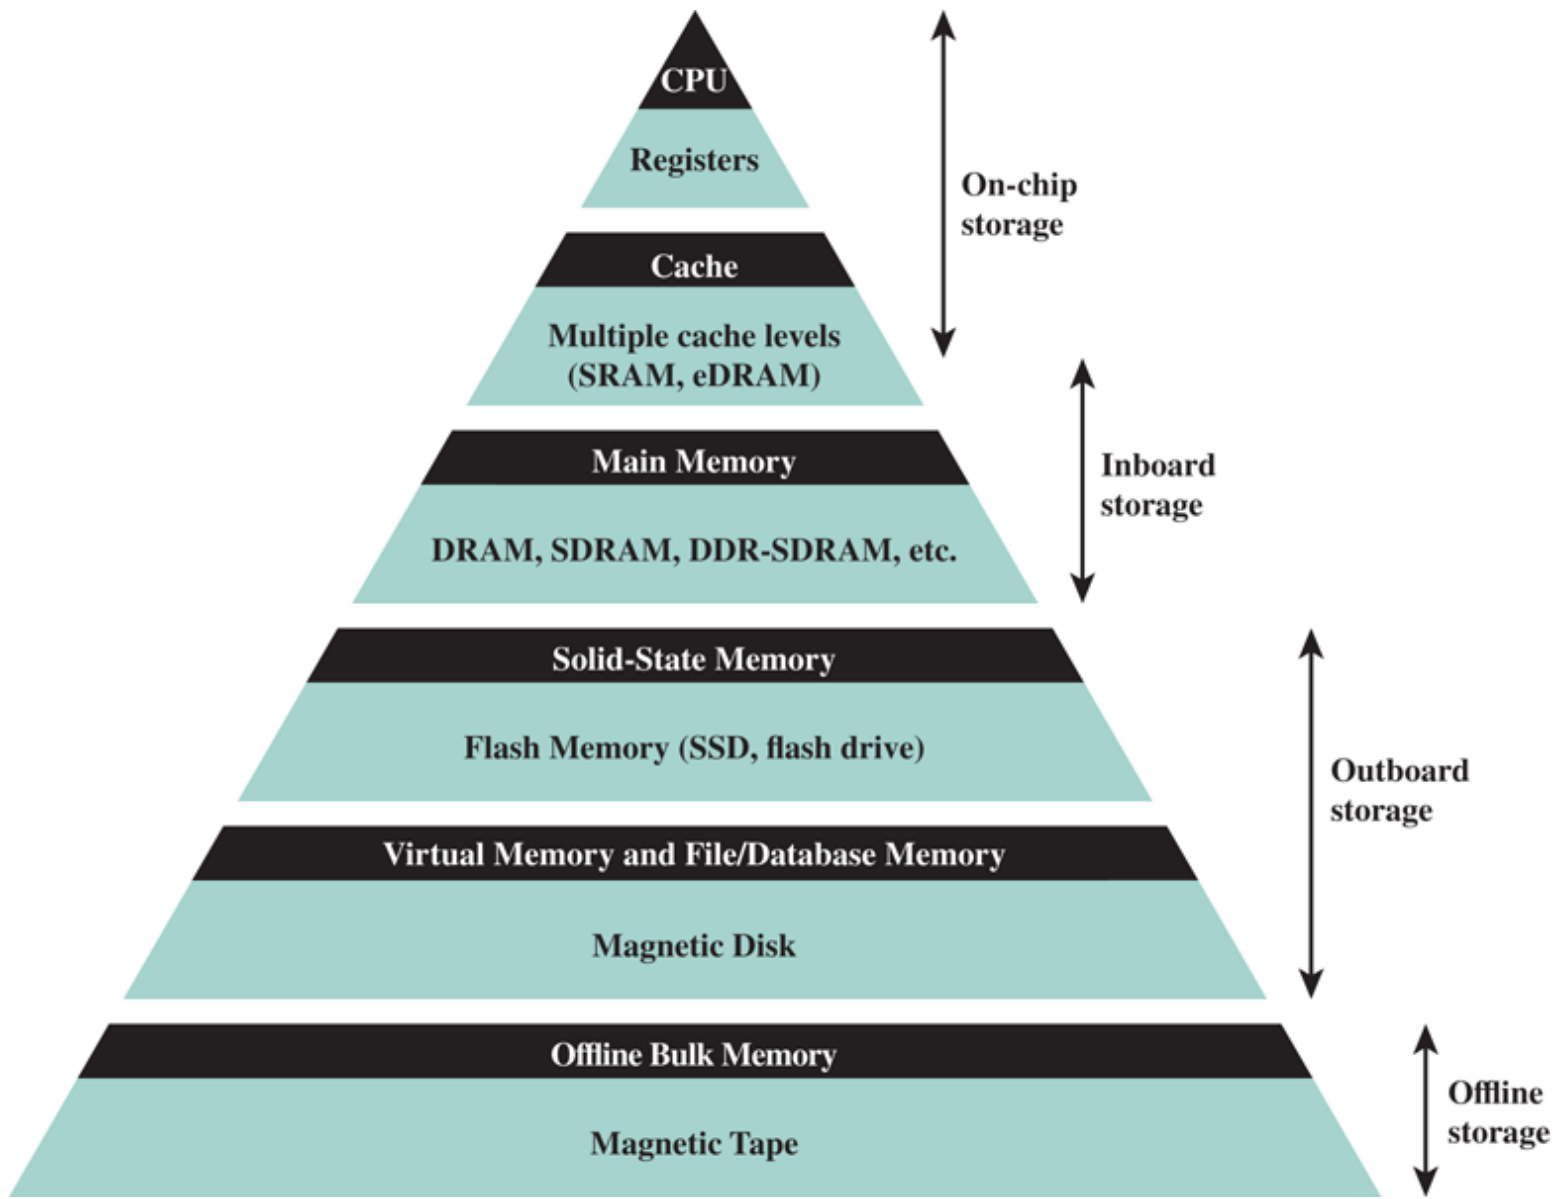 CPU
Registers
Cache
Multiple cache levels
(SRAM, eDRAM)
Main Memory
DRAM, SDRAM, DDR-SDRAM, etc.
Solid-State Memory
Flash Memory (SSD, flash drive)
Virtual Memory and File/Database Memory
Magnetic Disk
Offline Bulk Memory
Magnetic Tape
On-chip
storage
Inboard
storage
Outboard
storage
Offline
storage